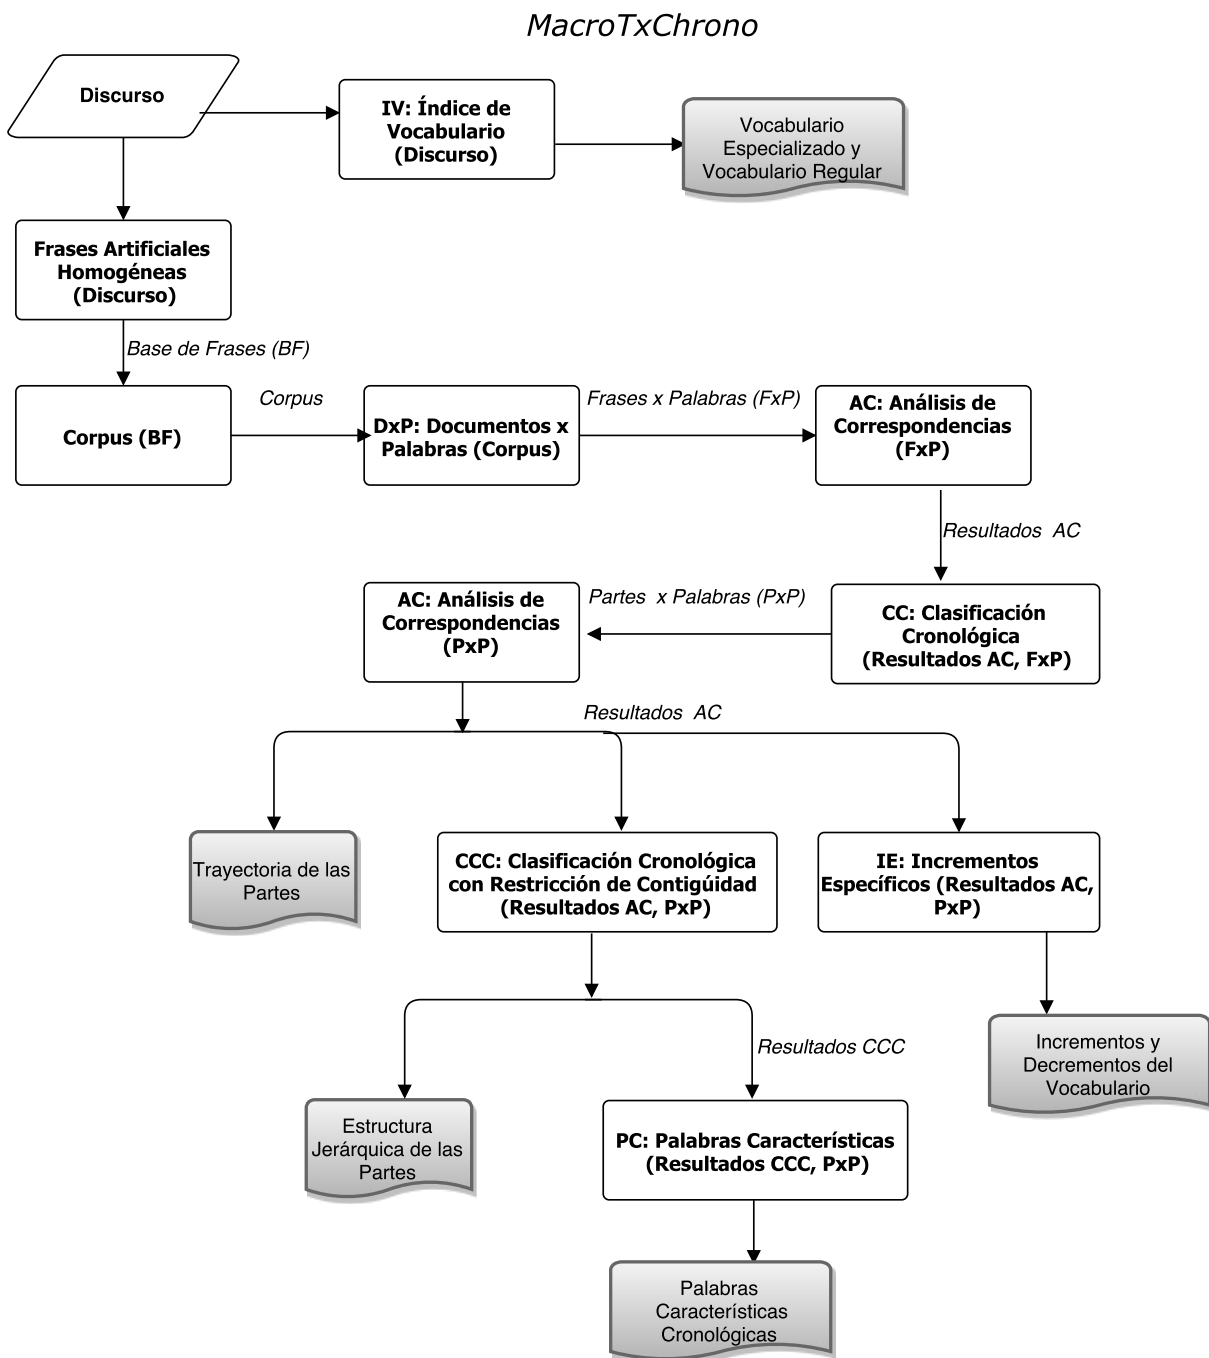 MacroTxChrono
Discurso
IV: Índice de
Vocabulario
(Discurso)
Vocabulario
Especializado y
Vocabulario Regular
Frases Artificiales
Homogéneas
(Discurso)
Base de Frases (BF)
Corpus (BF)
Corpus
DxP: Documentos x
Palabras (Corpus)
Frases x Palabras (FxP)
AC: Análisis de
Correspondencias
(FxP)
Resultados AC
CC: Clasificación
Cronológica
(Resultados AC, FxP)
Partes x Palabras (PxP)
AC: Análisis de
Correspondencias
(PxP)
Resultados AC
Trayectoria de las
Partes
CCC: Clasificación Cronológica
con Restricción de Contigúidad
(Resultados AC, PxP)
IE: Incrementos
Específicos (Resultados AC,
PxP)
Resultados CCC
Incrementos y
Decrementos del
Vocabulario
Estructura
Jerárquica de las
Partes
PC: Palabras Características
(Resultados CCC, PxP)
Palabras
Características
Cronológicas